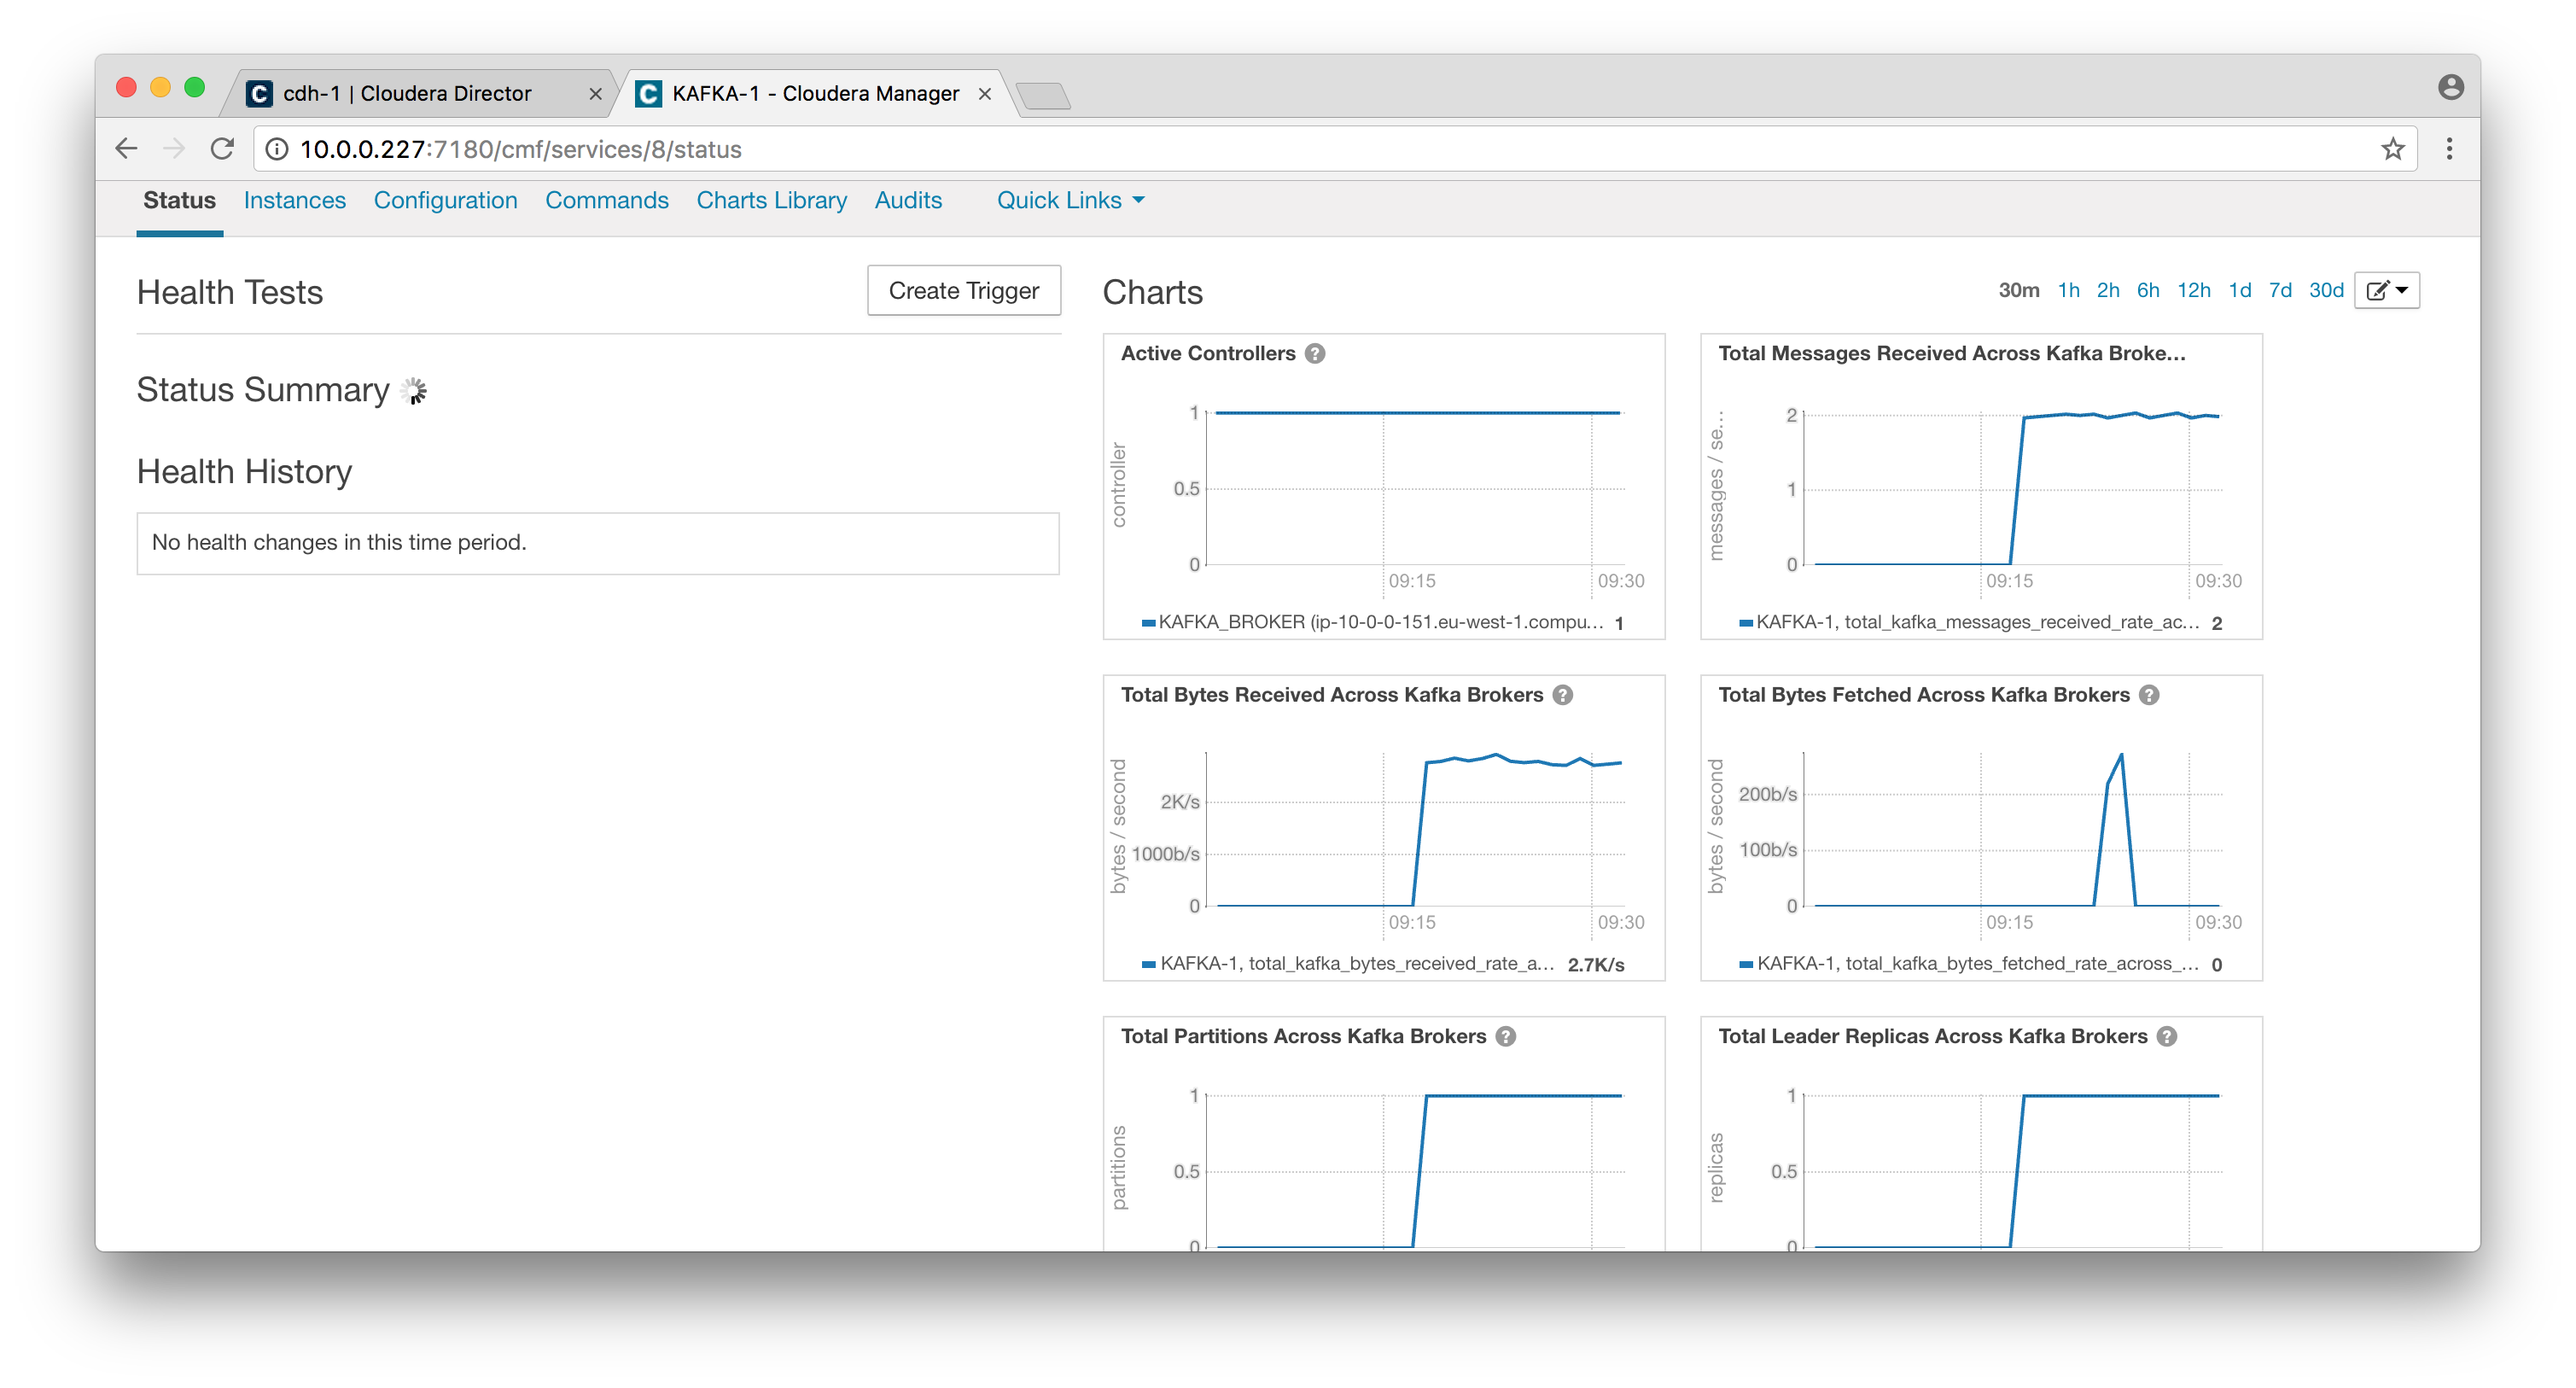 cdh-1 | Cloudera Director
KAFKA-1 - Cloudera Manager
10.0.0.227:7180/cmf/services/8/status
Status Instances Configuration Commands Charts Library Audits Quick Links
Health Tests
Create Trigger
Status Summary
Health History
No health changes in this time period.
Charts
30m 1h 2h 6h 12h 1d 7d 30d
Active Controllers ?
controller
1
0.5
0
09:15 09:30
KAFKA_BROKER (ip-10-0-0-151.eu-west-1.compu... 1
Total Messages Received Across Kafka Broke...
messages / se...
2
1
0
09:15 09:30
KAFKA-1, total_kafka_messages_received_rate_ac... 2
Total Bytes Received Across Kafka Brokers ?
bytes / second
2K/s
1000b/s
0
09:15 09:30
KAFKA-1, total_kafka_bytes_received_rate_a... 2.7K/s
Total Bytes Fetched Across Kafka Brokers ?
bytes / second
200b/s
100b/s
0
09:15 09:30
KAFKA-1, total_kafka_bytes_fetched_rate_across_... 0
Total Partitions Across Kafka Brokers ?
partitions
1
0.5
0
Total Leader Replicas Across Kafka Brokers ?
replicas
1
0.5
0